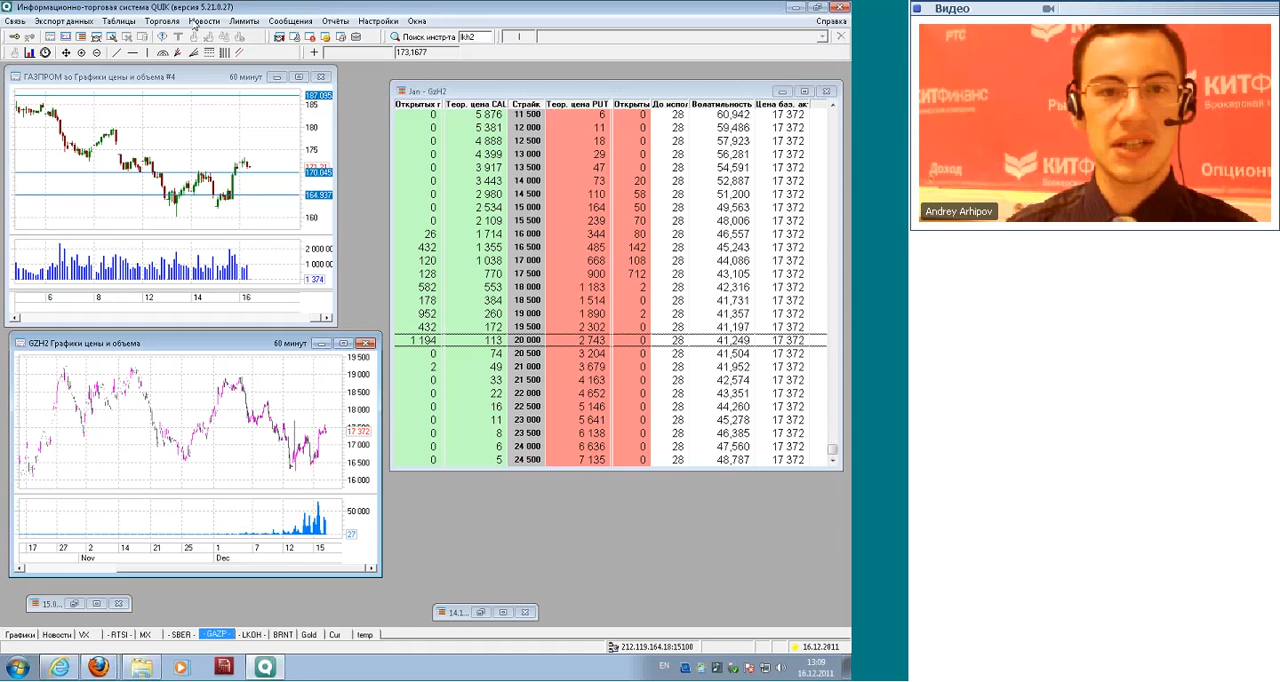 Информационно-торговая система QUIK (версия 5.21.0.27)
Связь Экспорт данных Таблицы Торговля Новости Лимиты Сообщения Отчёты Настройки Окна Справка
Поиск инстр-та lkh2
173,1677
ГАЗПРОМ ао Графики цены и объема #4 60 минут
187.095
185
180
175
171.21
170.045
164.937
160
2 000 00
1 000 00
1 374
6 8 12 14 16
GZH2 Графики цены и объема 60 минут
19 500
19 000
18 500
18 000
17 372
17 000
16 500
16 000
50 000
27
17 27 2 14 21 25 1 7 12 15
Nov Dec
Jan - GzH2
Открытых г Теор. цена CAL Страйк Теор. цена PUT Открыты До испол Волатильность Цена баз. ак
0 5 876 11 500 6 0 28 60,942 17 372
0 5 381 12 000 11 0 28 59,486 17 372
0 4 888 12 500 18 0 28 57,923 17 372
0 4 399 13 000 29 0 28 56,281 17 372
0 3 917 13 500 47 0 28 54,591 17 372
0 3 443 14 000 73 20 28 52,887 17 372
0 2 980 14 500 110 58 28 51,200 17 372
0 2 534 15 000 164 50 28 49,563 17 372
0 2 109 15 500 239 70 28 48,006 17 372
26 1 714 16 000 344 80 28 46,557 17 372
432 1 355 16 500 485 142 28 45,243 17 372
120 1 038 17 000 668 108 28 44,086 17 372
128 770 17 500 900 712 28 43,105 17 372
582 553 18 000 1 183 2 28 42,316 17 372
178 384 18 500 1 514 0 28 41,731 17 372
952 260 19 000 1 890 2 28 41,357 17 372
432 172 19 500 2 302 0 28 41,197 17 372
1 194 113 20 000 2 743 0 28 41,249 17 372
0 74 20 500 3 204 0 28 41,504 17 372
2 49 21 000 3 679 0 28 41,952 17 372
0 33 21 500 4 163 0 28 42,574 17 372
0 22 22 000 4 652 0 28 43,351 17 372
0 16 22 500 5 146 0 28 44,260 17 372
0 11 23 000 5 641 0 28 45,278 17 372
0 8 23 500 6 138 0 28 46,385 17 372
0 6 24 000 6 636 0 28 47,560 17 372
0 5 24 500 7 135 0 28 48,787 17 372
15.0...
14.1...
Графики Новости VX - RTSI - MX - SBER - - GAZP- - LKOH - BRNT Gold Cur temp
212.119.164.18:15100 16.12.2011
EN 13:09
16.12.2011
Видео
РТС
КИТФинанс
КИТФ
Брокерская к
Доход
КИТФ
Опцион
Andrey Arhipov